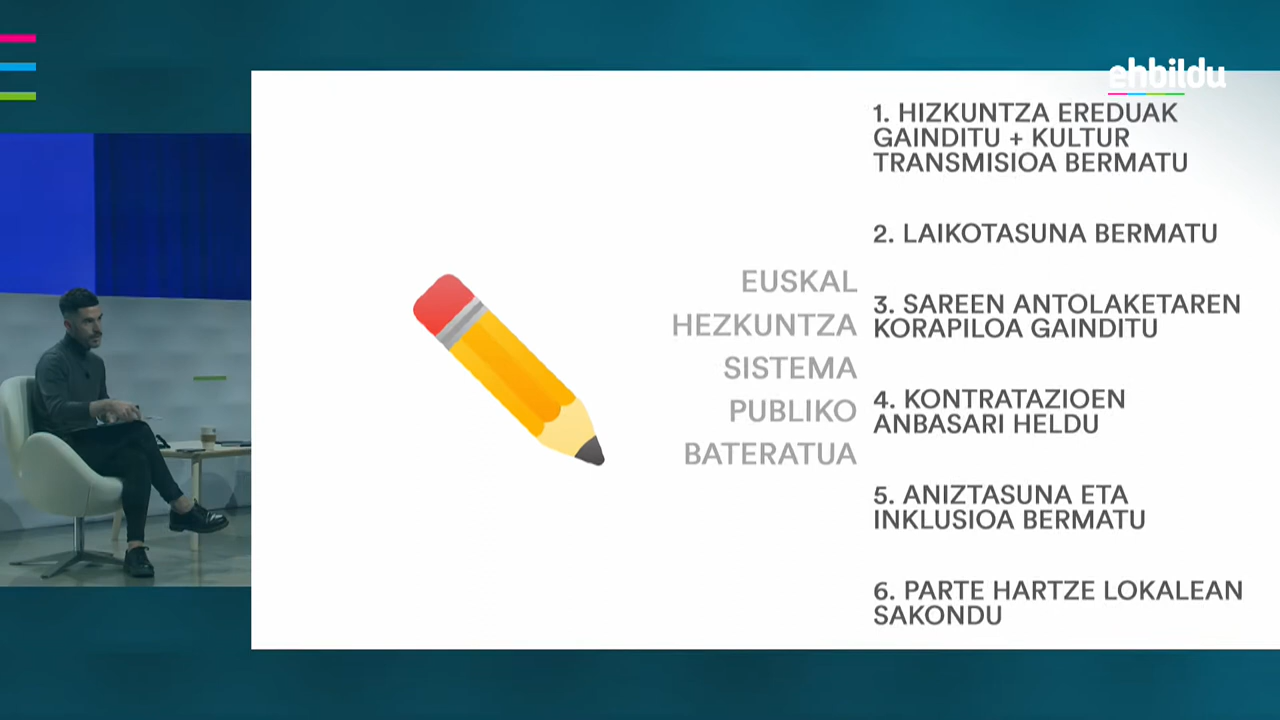 ehbildu
EUSKAL
HEZKUNTZA
SISTEMA
PUBLIKO
BATERATUA
1. HIZKUNTZA EREDUAK
GAINDITU + KULTUR
TRANSMISIOA BERMATU
2. LAIKOTASUNA BERMATU
3. SAREEN ANTOLAKETAREN
KORAPILOA GAINDITU
4. KONTRATAZIOEN
ANBASARI HELDU
5. ANIZTASUNA ETA
INKLUSIOA BERMATU
6. PARTE HARTZE LOKALEAN
SAKONDU